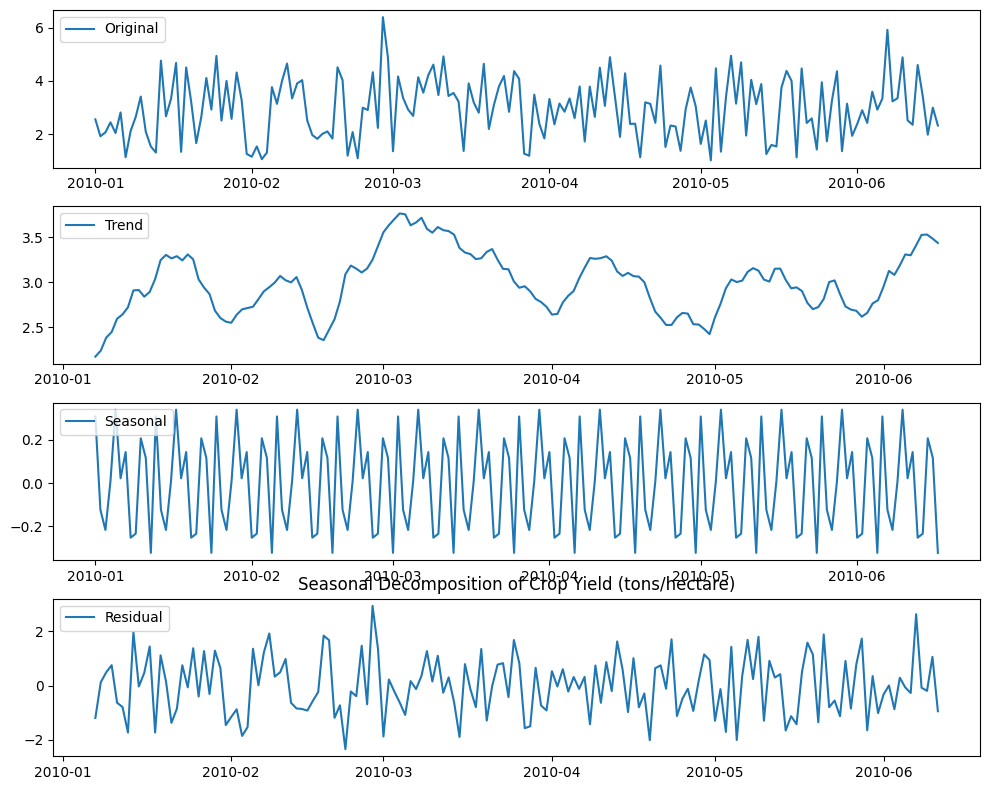 Original
6
4
2
2010-01 2010-02 2010-03 2010-04 2010-05 2010-06
Trend
3.5
3.0
2.5
2010-01 2010-02 2010-03 2010-04 2010-05 2010-06
Seasonal
0.2
0.0
−0.2
2010-01 2010-02 2010-03 2010-04 2010-05 2010-06
Seasonal Decomposition of Crop Yield (tons/hectare)
Residual
2
0
−2
2010-01 2010-02 2010-03 2010-04 2010-05 2010-06